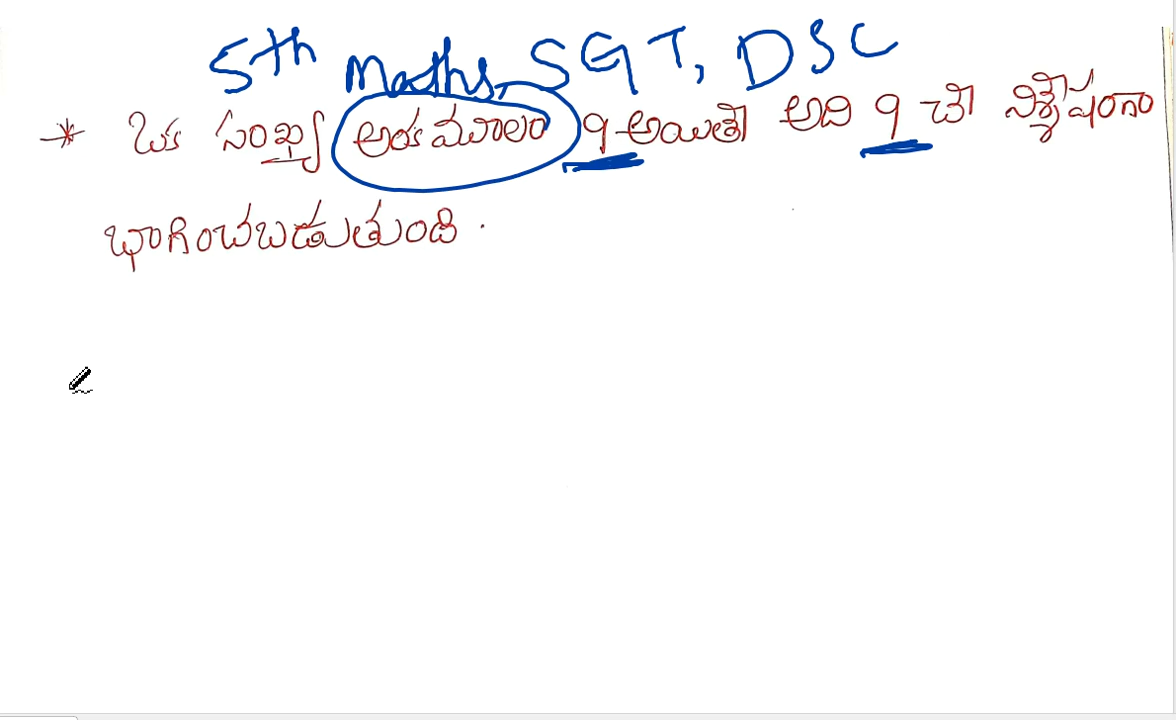 5th Maths, SGT, DSC
* ఒక సంఖ్య అంకమూలం 9 అయితే అది 9 చే నిశ్శేషంగా
భాగించబడుతుంది.